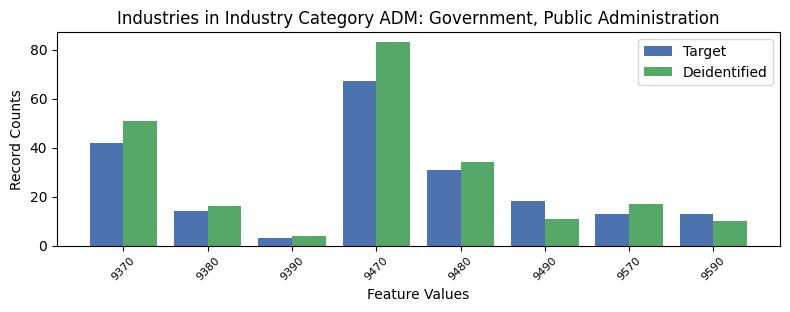 Industries in Industry Category ADM: Government, Public Administration
Target
Deidentified
Record Counts
80
60
40
20
0
9370 9380 9390 9470 9480 9490 9570 9590
Feature Values